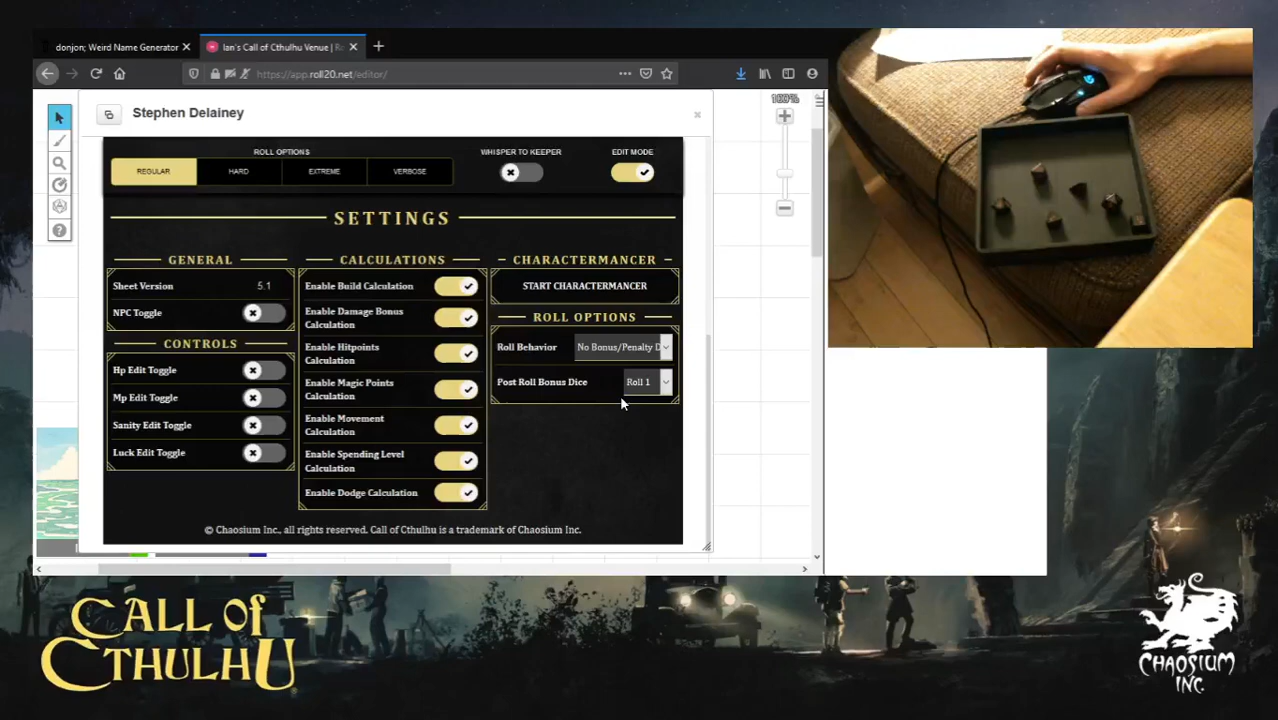 donjon; Weird Name Generator
Ian's Call of Cthulhu Venue | Ro
https://app.roll20.net/editor/
Stephen Delainey
ROLL OPTIONS
WHISPER TO KEEPER
EDIT MODE
REGULAR
HARD
EXTREME
VERBOSE
SETTINGS
GENERAL
Sheet Version
5.1
NPC Toggle
CONTROLS
Hp Edit Toggle
Mp Edit Toggle
Sanity Edit Toggle
Luck Edit Toggle
CALCULATIONS
Enable Build Calculation
Enable Damage Bonus
Calculation
Enable Hitpoints
Calculation
Enable Magic Points
Calculation
Enable Movement
Calculation
Enable Spending Level
Calculation
Enable Dodge Calculation
CHARACTERMANCER
START CHARACTERMANCER
ROLL OPTIONS
Roll Behavior
No Bonus/Penalty D
Post Roll Bonus Dice
Roll 1
© Chaosium Inc., all rights reserved. Call of Cthulhu is a trademark of Chaosium Inc.
CALL of
CTHULHU
CHAOSIUM
INC.